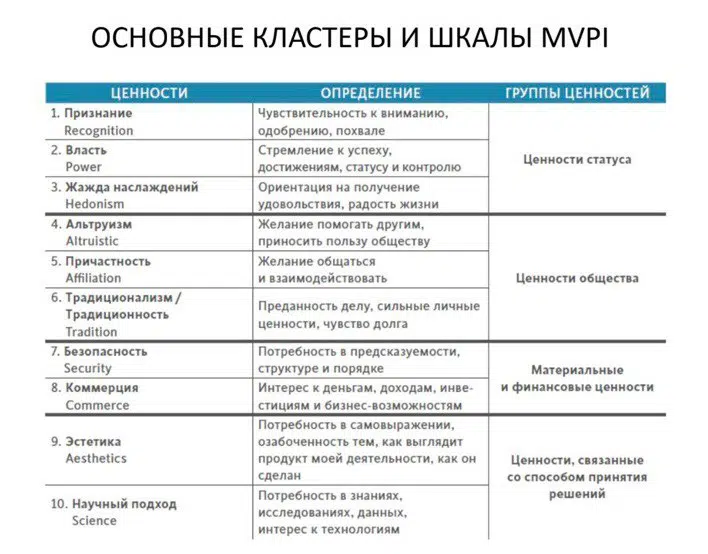 ОСНОВНЫЕ КЛАСТЕРЫ И ШКАЛЫ MVPI
ЦЕННОСТИ
ОПРЕДЕЛЕНИЕ
ГРУППЫ ЦЕННОСТЕЙ
1. Признание
Recognition
Чувствительность к вниманию,
одобрению, похвале
2. Власть
Power
Стремление к успеху,
достижениям, статусу и контролю
3. Жажда наслаждений
Hedonism
Ориентация на получение
удовольствия, радость жизни
Ценности статуса
4. Альтруизм
Altruistic
Желание помогать другим,
приносить пользу обществу
5. Причастность
Affiliation
Желание общаться
и взаимодействовать
6. Традиционализм /
Традиционность
Tradition
Преданность делу, сильные личные
ценности, чувство долга
Ценности общества
7. Безопасность
Security
Потребность в предсказуемости,
структуре и порядке
8. Коммерция
Commerce
Интерес к деньгам, доходам, инве-
стициям и бизнес-возможностям
Материальные
и финансовые ценности
9. Эстетика
Aesthetics
Потребность в самовыражении,
озабоченность тем, как выглядит
продукт моей деятельности, как он
сделан
10. Научный подход
Science
Потребность в знаниях,
исследованиях, данных,
интерес к технологиям
Ценности, связанные
со способом принятия
решений